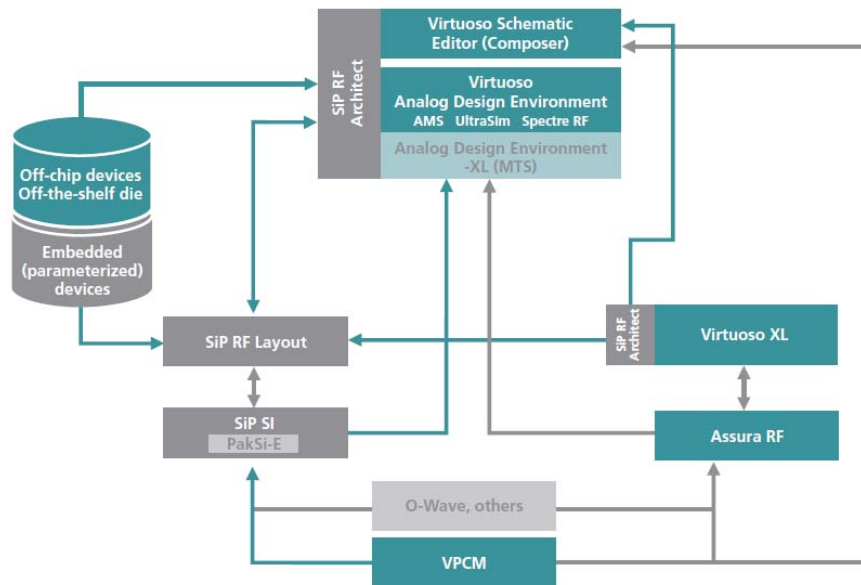 SiP RF
Architect
Virtuoso Schematic
Editor (Composer)
Virtuoso
Analog Design Environment
AMS UltraSim Spectre RF
Analog Design Environment
-XL (MTS)
Off-chip devices
Off-the-shelf die
Embedded
(parameterized)
devices
SiP RF Layout
SiP RF
Architect
Virtuoso XL
SiP SI
PakSi-E
Assura RF
O-Wave, others
VPCM